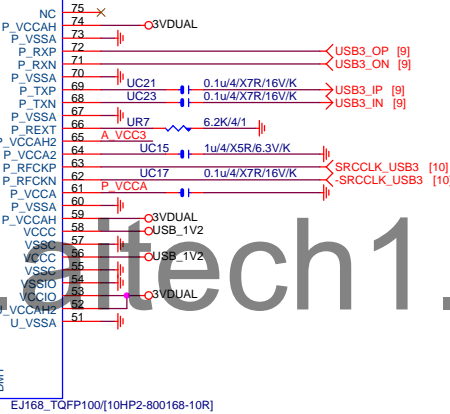 NC 75
P_VCCAH 74 3VDUAL
P_VSSA 73
P_RXP 72 USB3_OP [9]
P_RXN 71 USB3_ON [9]
P_VSSA 70
P_TXP 69 UC21 0.1u/4/X7R/16V/K USB3_IP [9]
P_TXN 68 UC23 0.1u/4/X7R/16V/K USB3_IN [9]
P_VSSA 67
P_REXT 66 UR7 6.2K/4/1
P_VCCAH2 65 A_VCC3
P_VCCA2 64 UC15 1u/4/X5R/6.3V/K
P_RFCKP 63 SRCCLK_USB3 [10]
P_RFCKN 62 UC17 0.1u/4/X7R/16V/K -SRCCLK_USB3 [10]
P_VCCA 61 P_VCCA
P_VSSA 60
P_VCCAH 59 3VDUAL
VCCC 58 USB_1V2
VSSC 57
VCCC 56 USB_1V2
VSSC 55
VSSIO 54
VCCIO 53 3VDUAL
U_VCCAH2 52
U_VSSA 51
.aitech1.
EJ168_TQFP100/[10HP2-800168-10R]